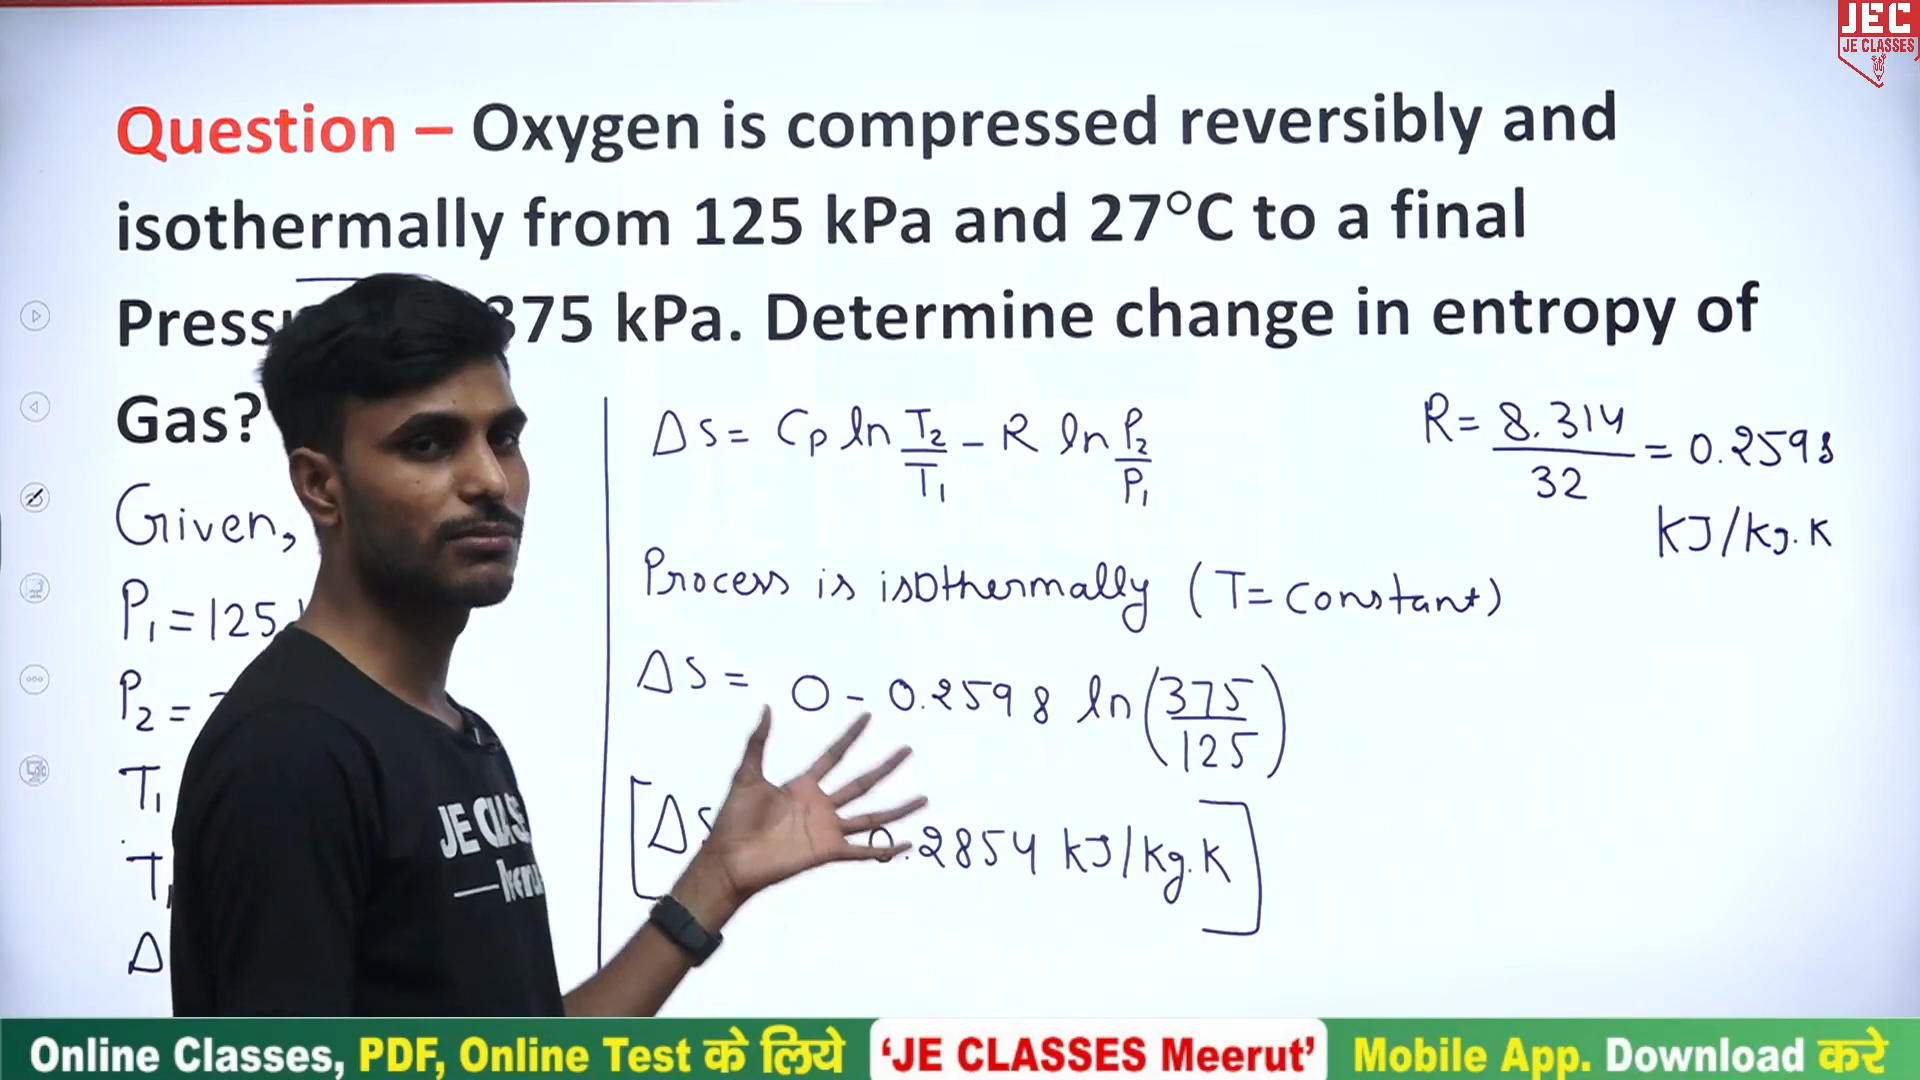 JEC
JE CLASSES
Question – Oxygen is compressed reversibly and
isothermally from 125 kPa and 27°C to a final
375 kPa. Determine change in entropy of
Gas?
Given,
P₁ = 125
P₂ =
T₁
T
Δ
ΔS = Cp ln T₂/T₁ – R ln P₂/P₁
R = 8.314/32 = 0.2598
KJ/Kg.K
Process is isothermally (T = Constant)
ΔS = 0 – 0.2598 ln (375/125)
[ΔS 0.2854 KJ/Kg.K]
JE CLASSES
Online Classes, PDF, Online Test के लिये 'JE CLASSES Meerut' Mobile App. Download करे